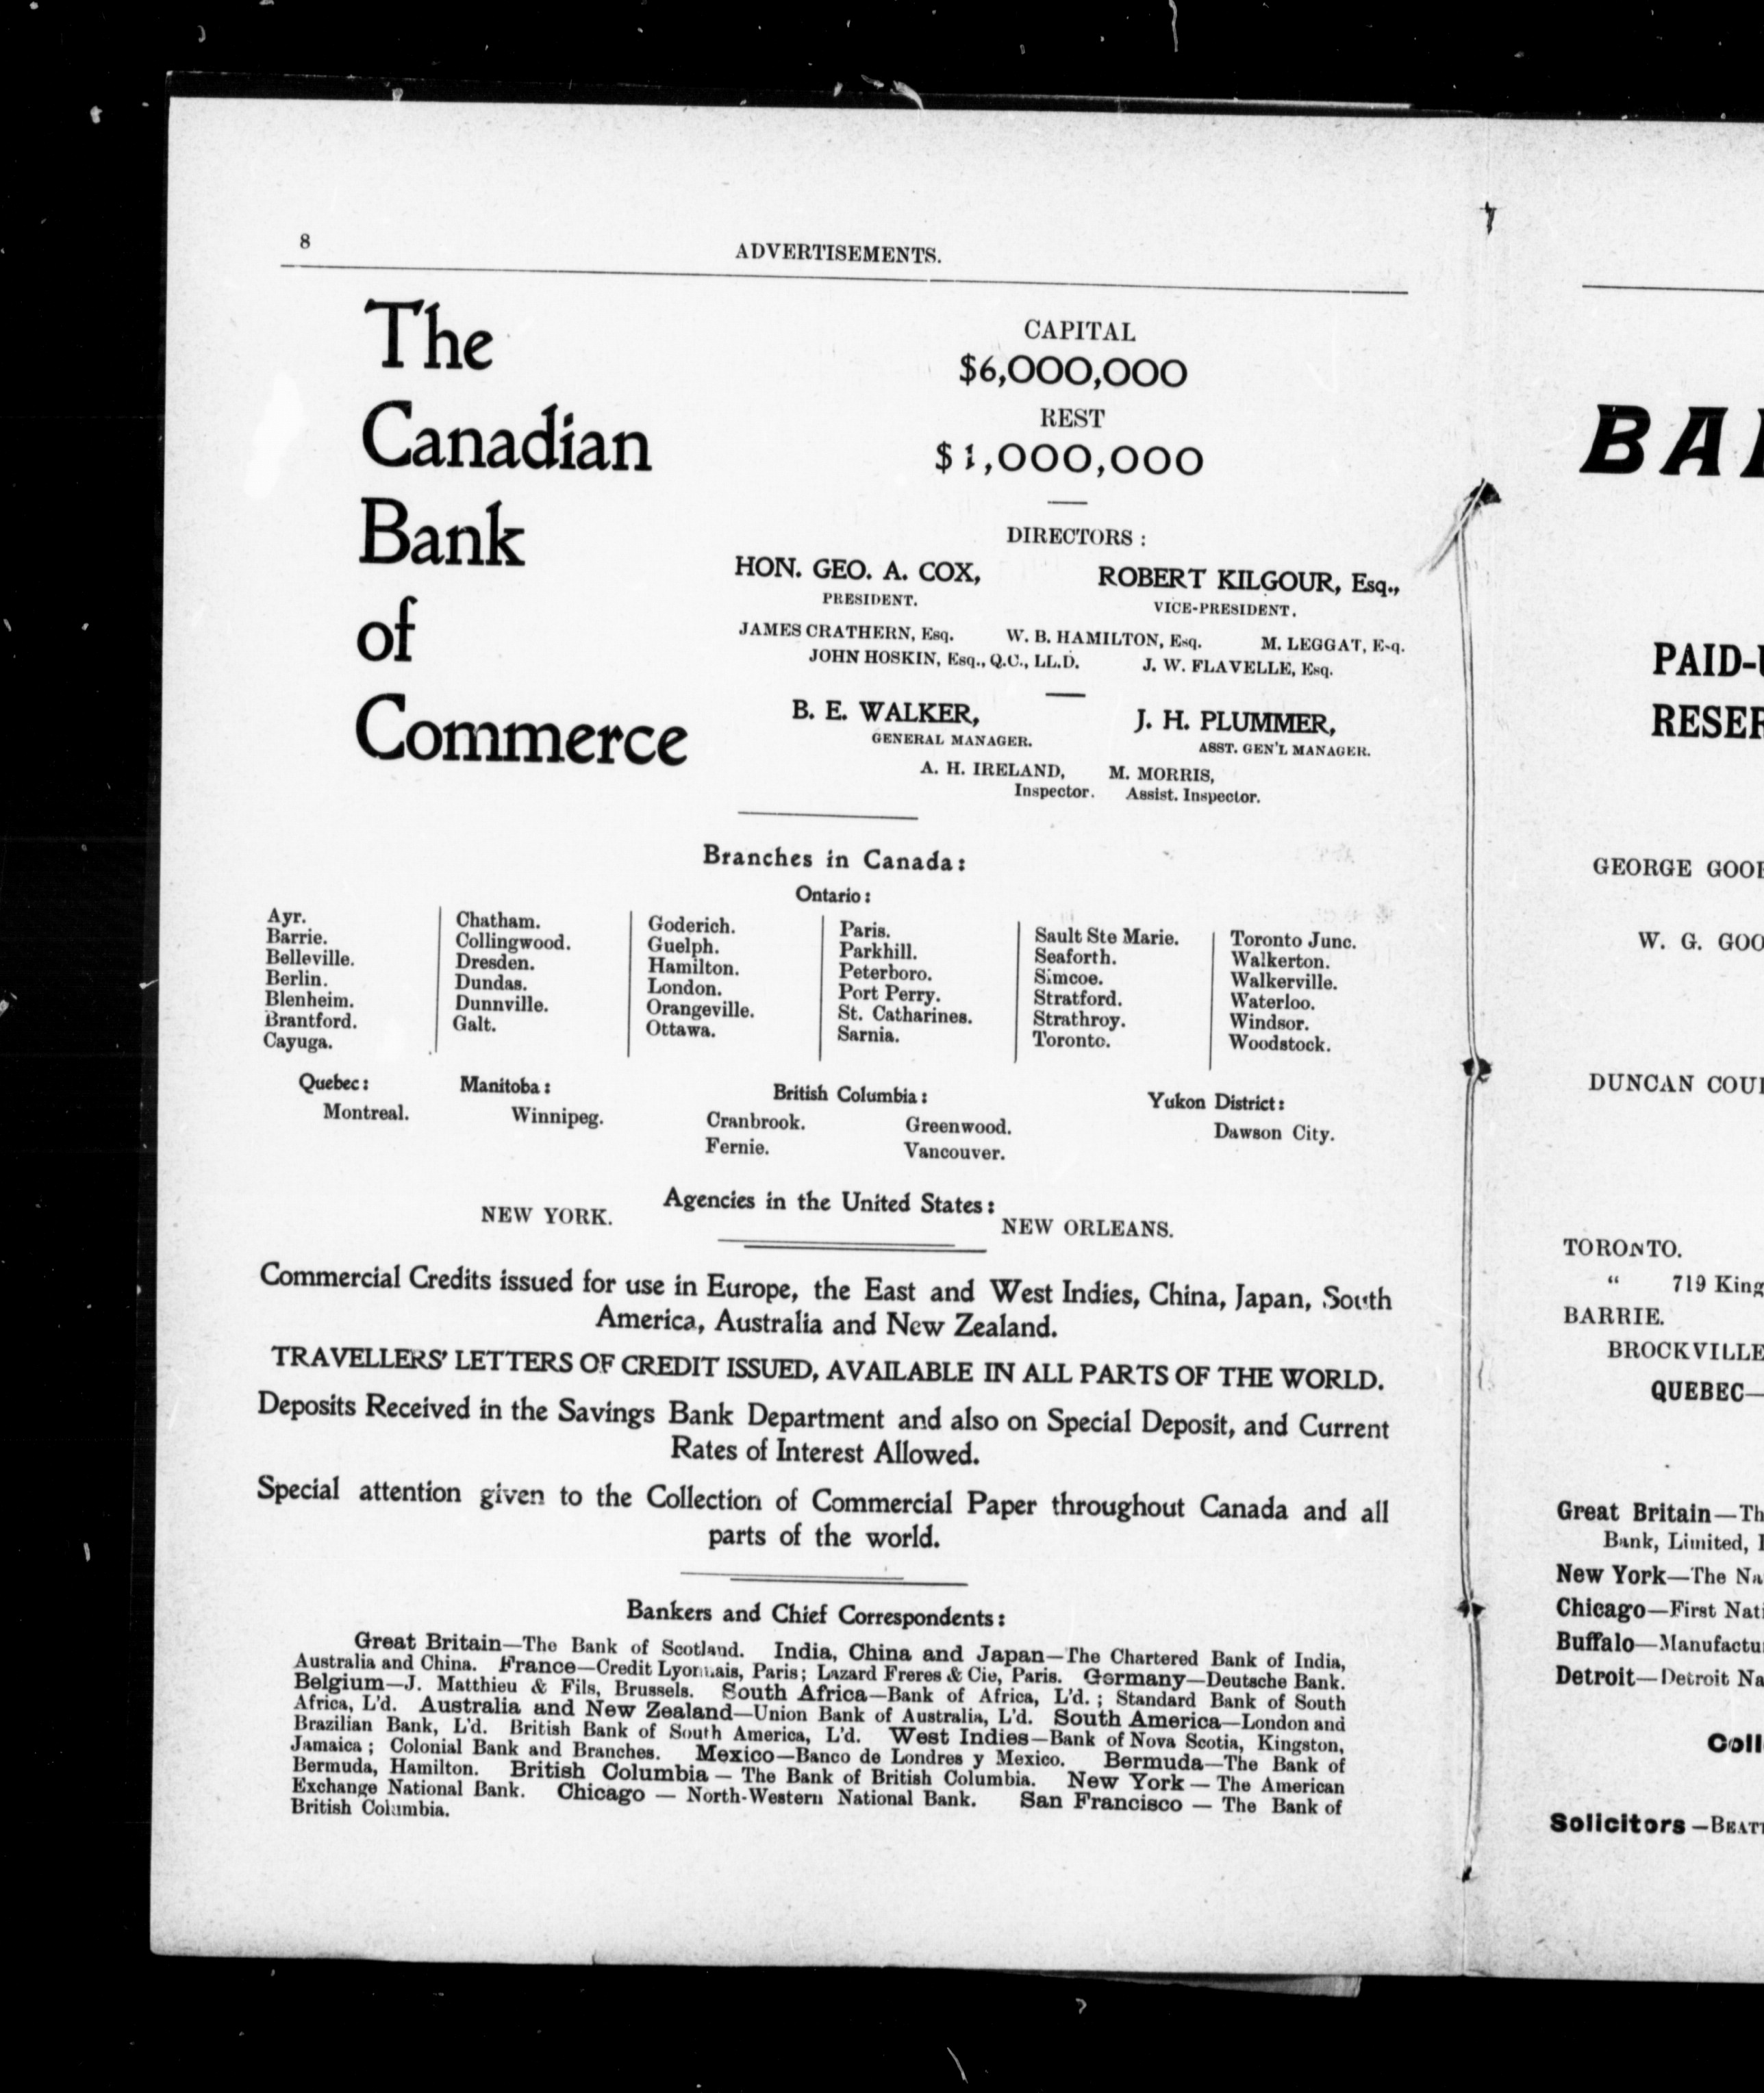 8
ADVERTISEMENTS.
The
Canadian
Bank
of
Commerce
CAPITAL
$6,000,000
REST
$1,000,000
DIRECTORS :
HON. GEO. A. COX,
PRESIDENT.
ROBERT KILGOUR, Esq.,
VICE-PRESIDENT.
JAMES CRATHERN, Esq. W. B. HAMILTON, Esq. M. LEGGAT, Esq.
JOHN HOSKIN, Esq., Q.C., LL.D. J. W. FLAVELLE, Esq.
B. E. WALKER,
GENERAL MANAGER.
J. H. PLUMMER,
ASST. GEN'L MANAGER.
A. H. IRELAND,
Inspector.
M. MORRIS,
Assist. Inspector.
Branches in Canada:
Ontario:
Ayr.
Barrie.
Belleville.
Berlin.
Blenheim.
Brantford.
Cayuga.
Chatham.
Collingwood.
Dresden.
Dundas.
Dunnville.
Galt.
Goderich.
Guelph.
Hamilton.
London.
Orangeville.
Ottawa.
Paris.
Parkhill.
Peterboro.
Port Perry.
St. Catharines.
Sarnia.
Sault Ste Marie.
Seaforth.
Simcoe.
Stratford.
Strathroy.
Toronto.
Toronto Junc.
Walkerton.
Walkerville.
Waterloo.
Windsor.
Woodstock.
Quebec:
Montreal.
Manitoba:
Winnipeg.
British Columbia:
Cranbrook. Greenwood.
Fernie. Vancouver.
Yukon District:
Dawson City.
Agencies in the United States:
NEW YORK. NEW ORLEANS.
Commercial Credits issued for use in Europe, the East and West Indies, China, Japan, South
America, Australia and New Zealand.
TRAVELLERS' LETTERS OF CREDIT ISSUED, AVAILABLE IN ALL PARTS OF THE WORLD.
Deposits Received in the Savings Bank Department and also on Special Deposit, and Current
Rates of Interest Allowed.
Special attention given to the Collection of Commercial Paper throughout Canada and all
parts of the world.
Bankers and Chief Correspondents:
Great Britain—The Bank of Scotland. India, China and Japan—The Chartered Bank of India,
Australia and China. France—Credit Lyonnais, Paris; Lazard Freres & Cie, Paris. Germany—Deutsche Bank.
Belgium—J. Matthieu & Fils, Brussels. South Africa—Bank of Africa, L'd.; Standard Bank of South
Africa, L'd. Australia and New Zealand—Union Bank of Australia, L'd. South America—London and
Brazilian Bank, L'd. British Bank of South America, L'd. West Indies—Bank of Nova Scotia, Kingston,
Jamaica; Colonial Bank and Branches. Mexico—Banco de Londres y Mexico. Bermuda—The Bank of
Bermuda, Hamilton. British Columbia — The Bank of British Columbia. New York — The American
Exchange National Bank. Chicago — North-Western National Bank. San Francisco — The Bank of
British Columbia.
BA
PAID-
RESER
GEORGE GOO
W. G. GOO
DUNCAN COU
TORONTO.
“ 719 King
BARRIE.
BROCKVILLE
QUEBEC—
Great Britain—Th
Bank, Limited,
New York—The Na
Chicago—First Nati
Buffalo—Manufactu
Detroit—Detroit Na
Coll
Solicitors—BEAT